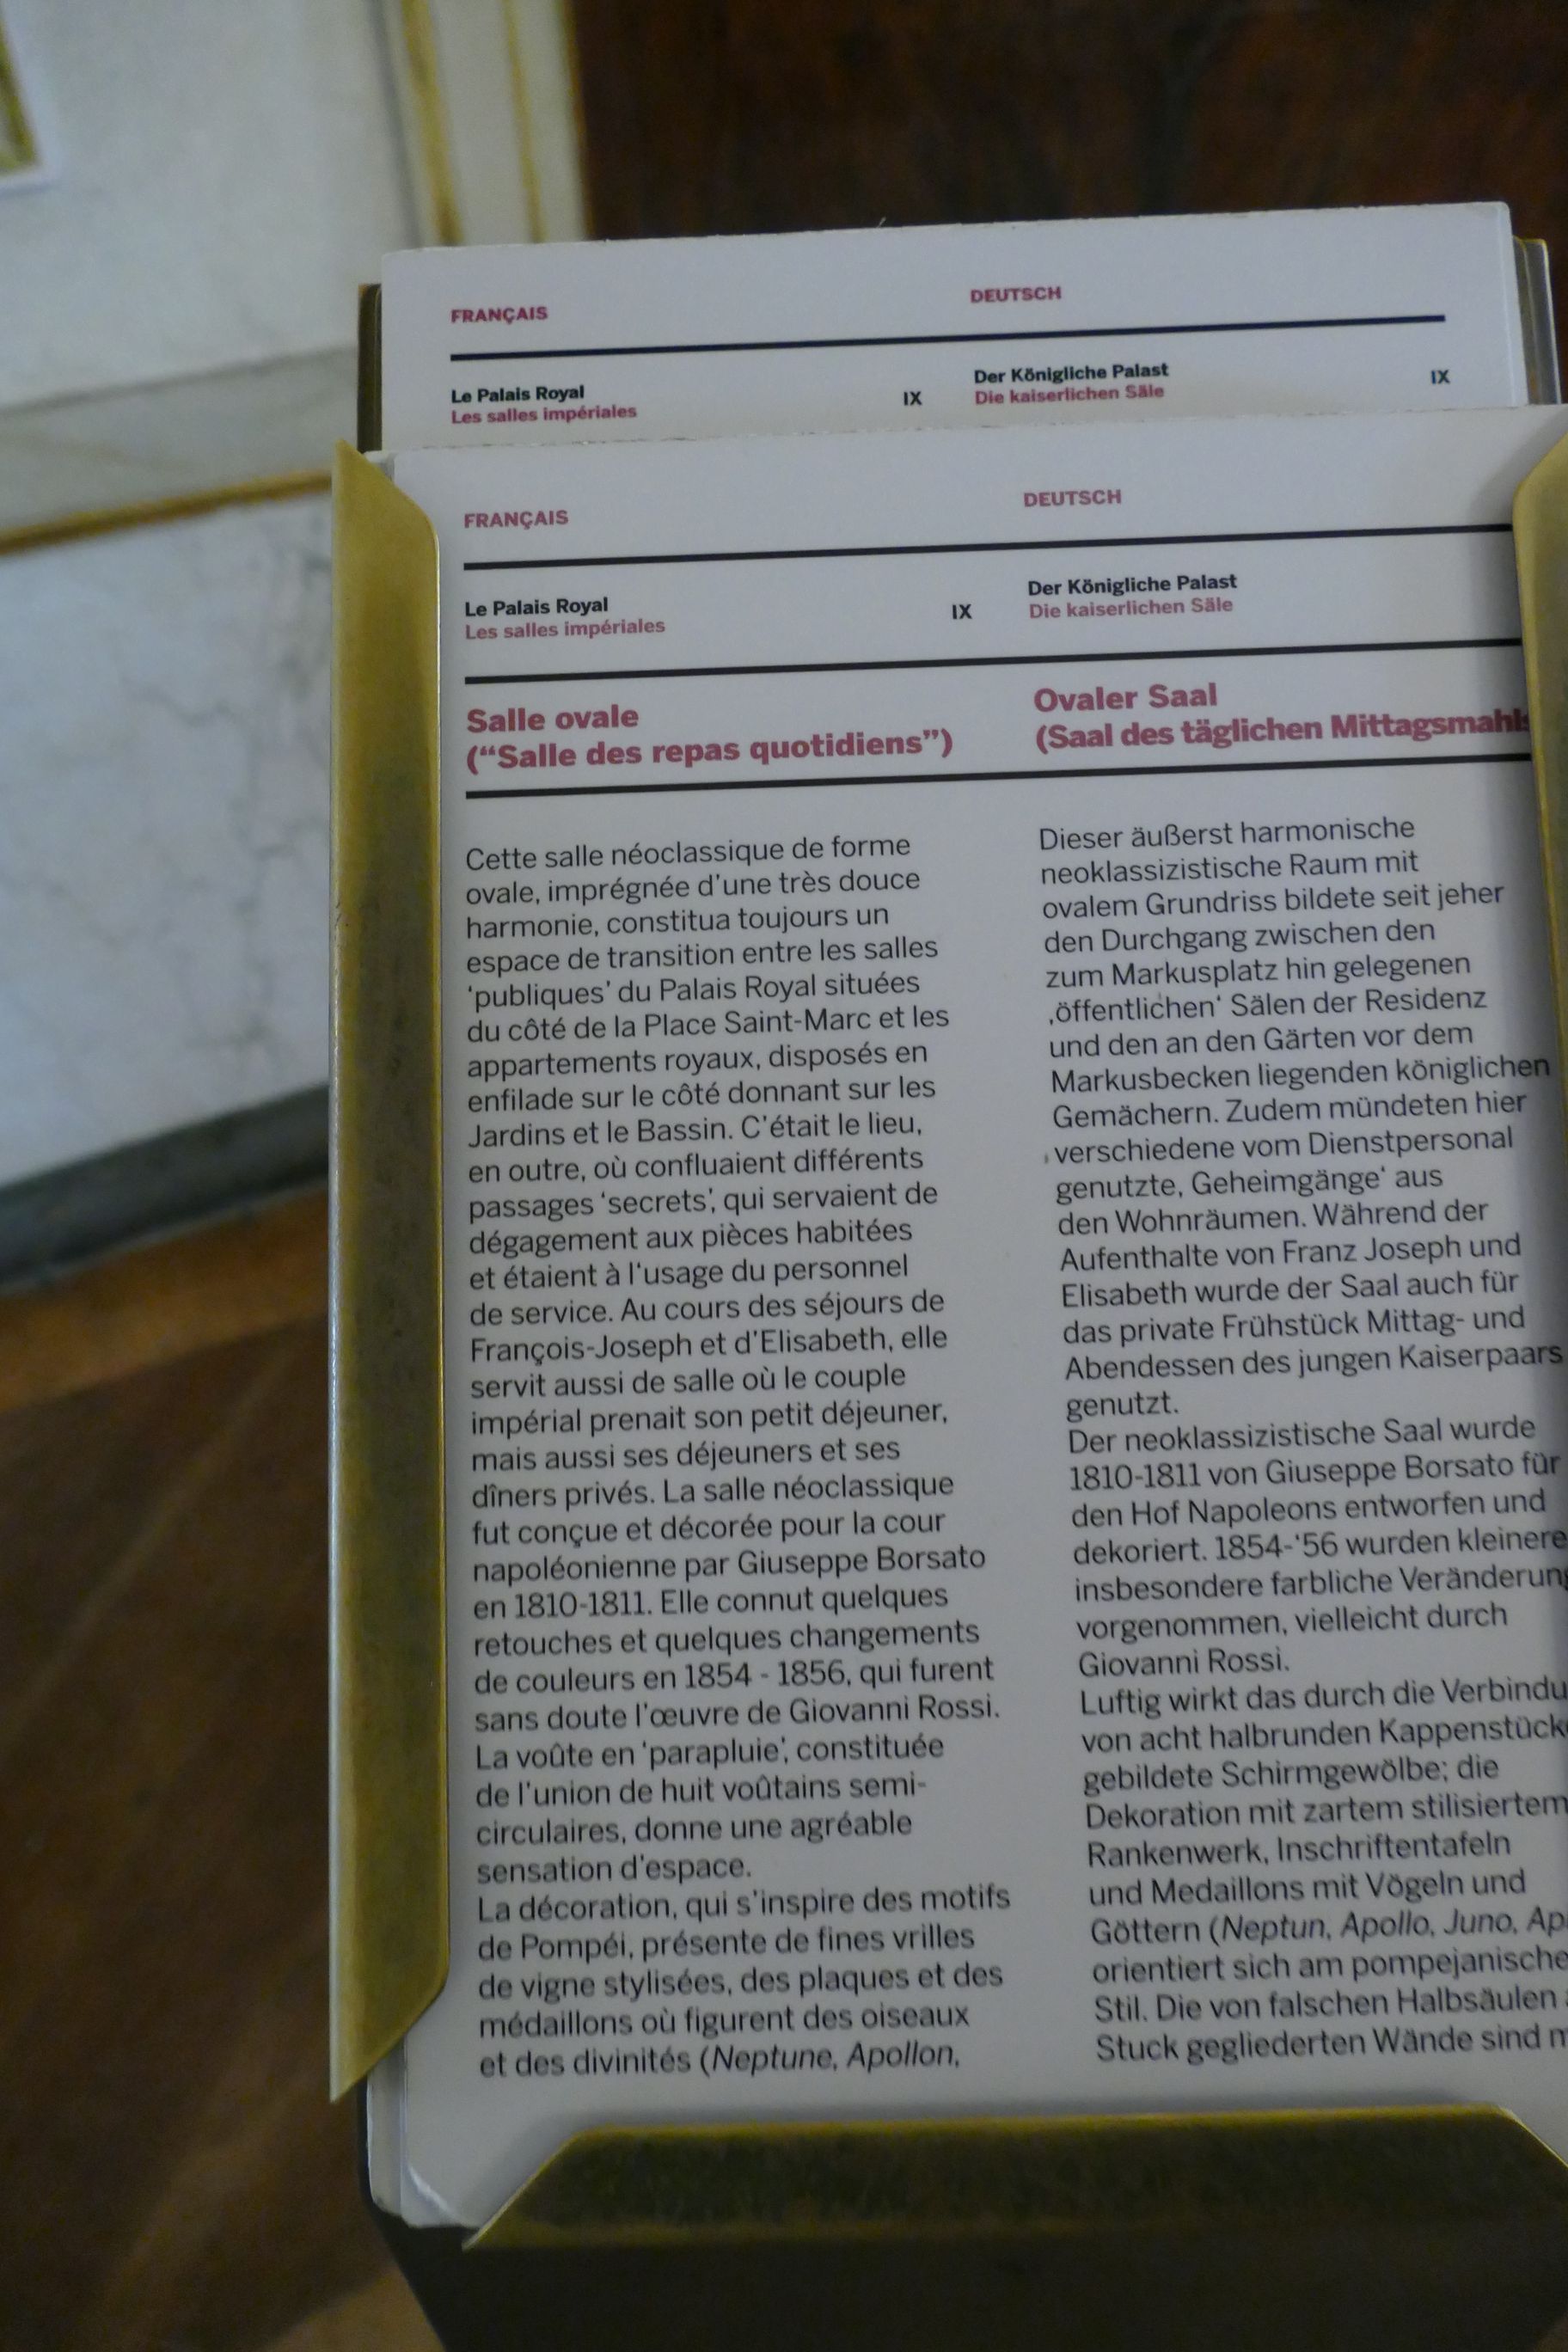 FRANÇAIS
DEUTSCH
Le Palais Royal
Les salles impériales
IX
Der Königliche Palast
Die kaiserlichen Säle
IX
FRANÇAIS
DEUTSCH
Le Palais Royal
Les salles impériales
IX
Der Königliche Palast
Die kaiserlichen Säle
Salle ovale
(“Salle des repas quotidiens”)
Cette salle néoclassique de forme
ovale, imprégnée d'une très douce
harmonie, constitua toujours un
espace de transition entre les salles
‘publiques’ du Palais Royal situées
du côté de la Place Saint-Marc et les
appartements royaux, disposés en
enfilade sur le côté donnant sur les
Jardins et le Bassin. C'était le lieu,
en outre, où confluaient différents
passages ‘secrets’, qui servaient de
dégagement aux pièces habitées
et étaient à l‘usage du personnel
de service. Au cours des séjours de
François-Joseph et d'Elisabeth, elle
servit aussi de salle où le couple
impérial prenait son petit déjeuner,
mais aussi ses déjeuners et ses
dîners privés. La salle néoclassique
fut conçue et décorée pour la cour
napoléonienne par Giuseppe Borsato
en 1810-1811. Elle connut quelques
retouches et quelques changements
de couleurs en 1854 - 1856, qui furent
sans doute l'œuvre de Giovanni Rossi.
La voûte en ‘parapluie’, constituée
de l'union de huit voûtains semi-
circulaires, donne une agréable
sensation d'espace.
La décoration, qui s'inspire des motifs
de Pompéi, présente de fines vrilles
de vigne stylisées, des plaques et des
médaillons où figurent des oiseaux
et des divinités (Neptune, Apollon,
Ovaler Saal
(Saal des täglichen Mittagsmahls
Dieser äußerst harmonische
neoklassizistische Raum mit
ovalem Grundriss bildete seit jeher
den Durchgang zwischen den
zum Markusplatz hin gelegenen
‚öffentlichen‘ Sälen der Residenz
und den an den Gärten vor dem
Markusbecken liegenden königlichen
Gemächern. Zudem mündeten hier
verschiedene vom Dienstpersonal
genutzte, Geheimgänge‘ aus
den Wohnräumen. Während der
Aufenthalte von Franz Joseph und
Elisabeth wurde der Saal auch für
das private Frühstück Mittag- und
Abendessen des jungen Kaiserpaars
genutzt.
Der neoklassizistische Saal wurde
1810-1811 von Giuseppe Borsato für
den Hof Napoleons entworfen und
dekoriert. 1854-‘56 wurden kleinere
insbesondere farbliche
vorgenommen, vielleicht durch
Giovanni Rossi.
Luftig wirkt das durch die
von acht halbrunden
gebildete Schirmgewölbe; die
Dekoration mit zartem stilisiertem
Rankenwerk, Inschriftentafeln
und Medaillons mit Vögeln und
Göttern (Neptun, Apollo, Juno,
orientiert sich am
Stil. Die von falschen Halbsäulen
Stuck gegliederten Wände sind